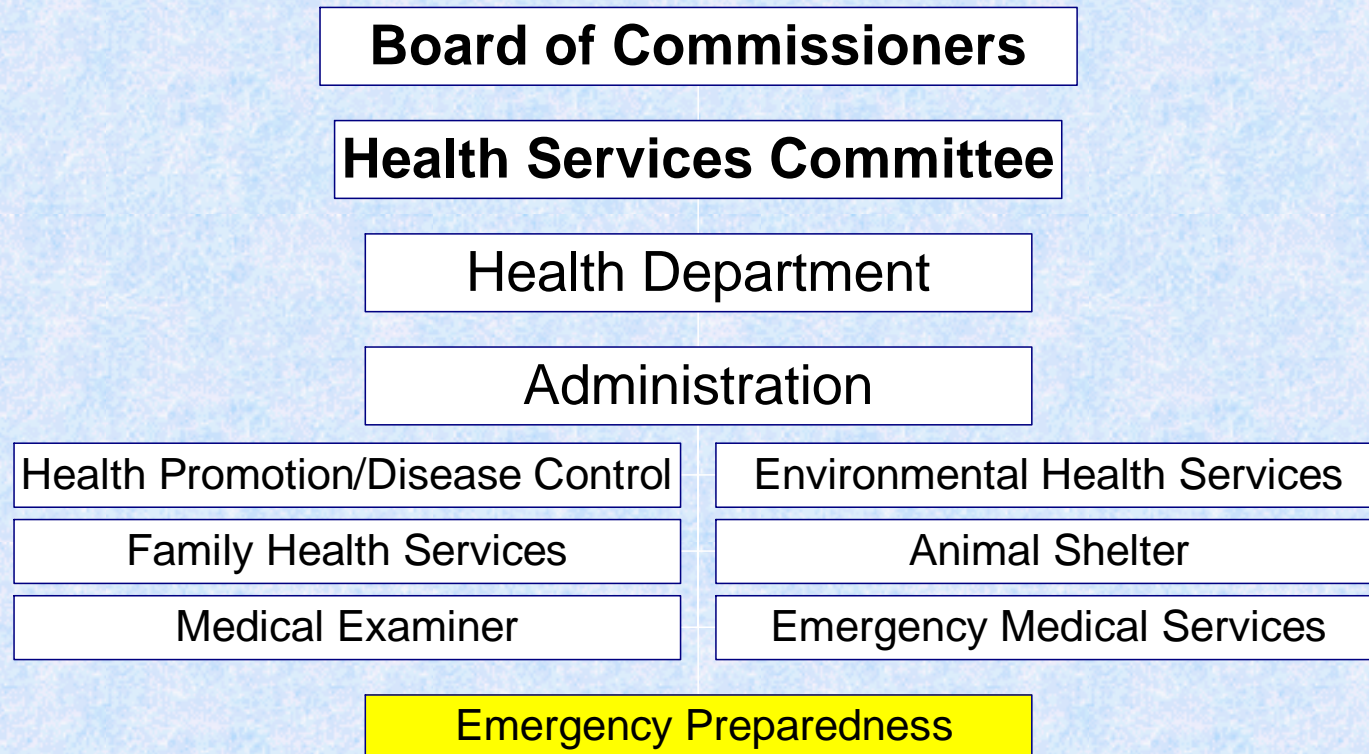 Board of Commissioners
Health Services Committee
Health Department
Administration
Health Promotion/Disease Control
Environmental Health Services
Family Health Services
Animal Shelter
Medical Examiner
Emergency Medical Services
Emergency Preparedness